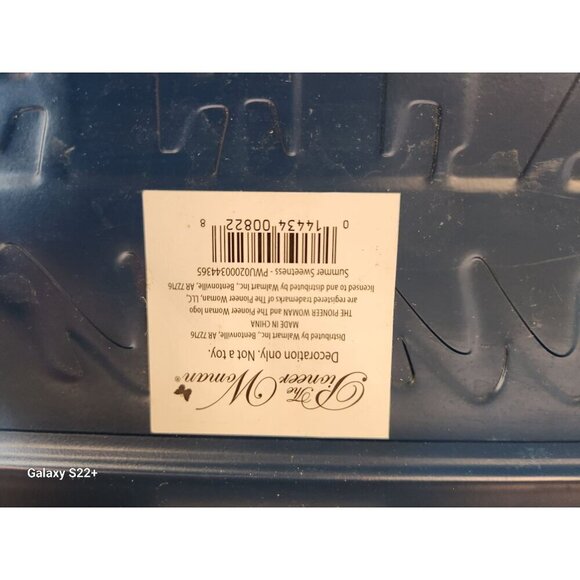 The
Pioneer Woman®
Decoration only. Not a toy.
Distributed by Walmart Inc., Bentonville, AR 72716
MADE IN CHINA
THE PIONEER WOMAN and The Pioneer Woman logo
are registered trademarks of The Pioneer Woman, LLC,
licensed to and distributed by Walmart, Inc., Bentonville, AR 72716
Summer Sweetness - PWU02000344365
0 14434 00822 8
Galaxy S22+